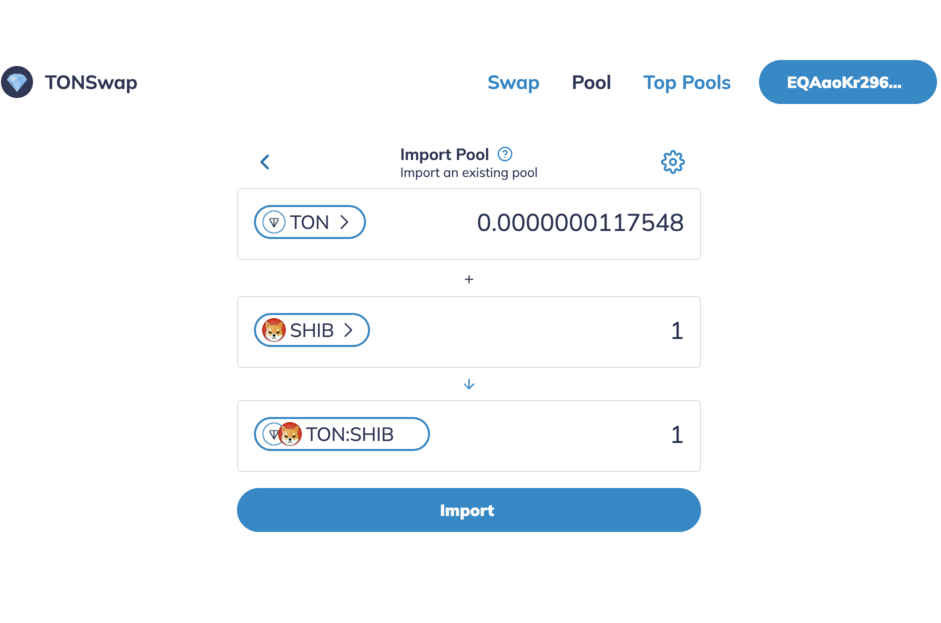 TONSwap
Swap
Pool
Top Pools
EQAaoKr296...
Import Pool ?
Import an existing pool
TON
0.0000000117548
+
SHIB
1
TON:SHIB
1
Import